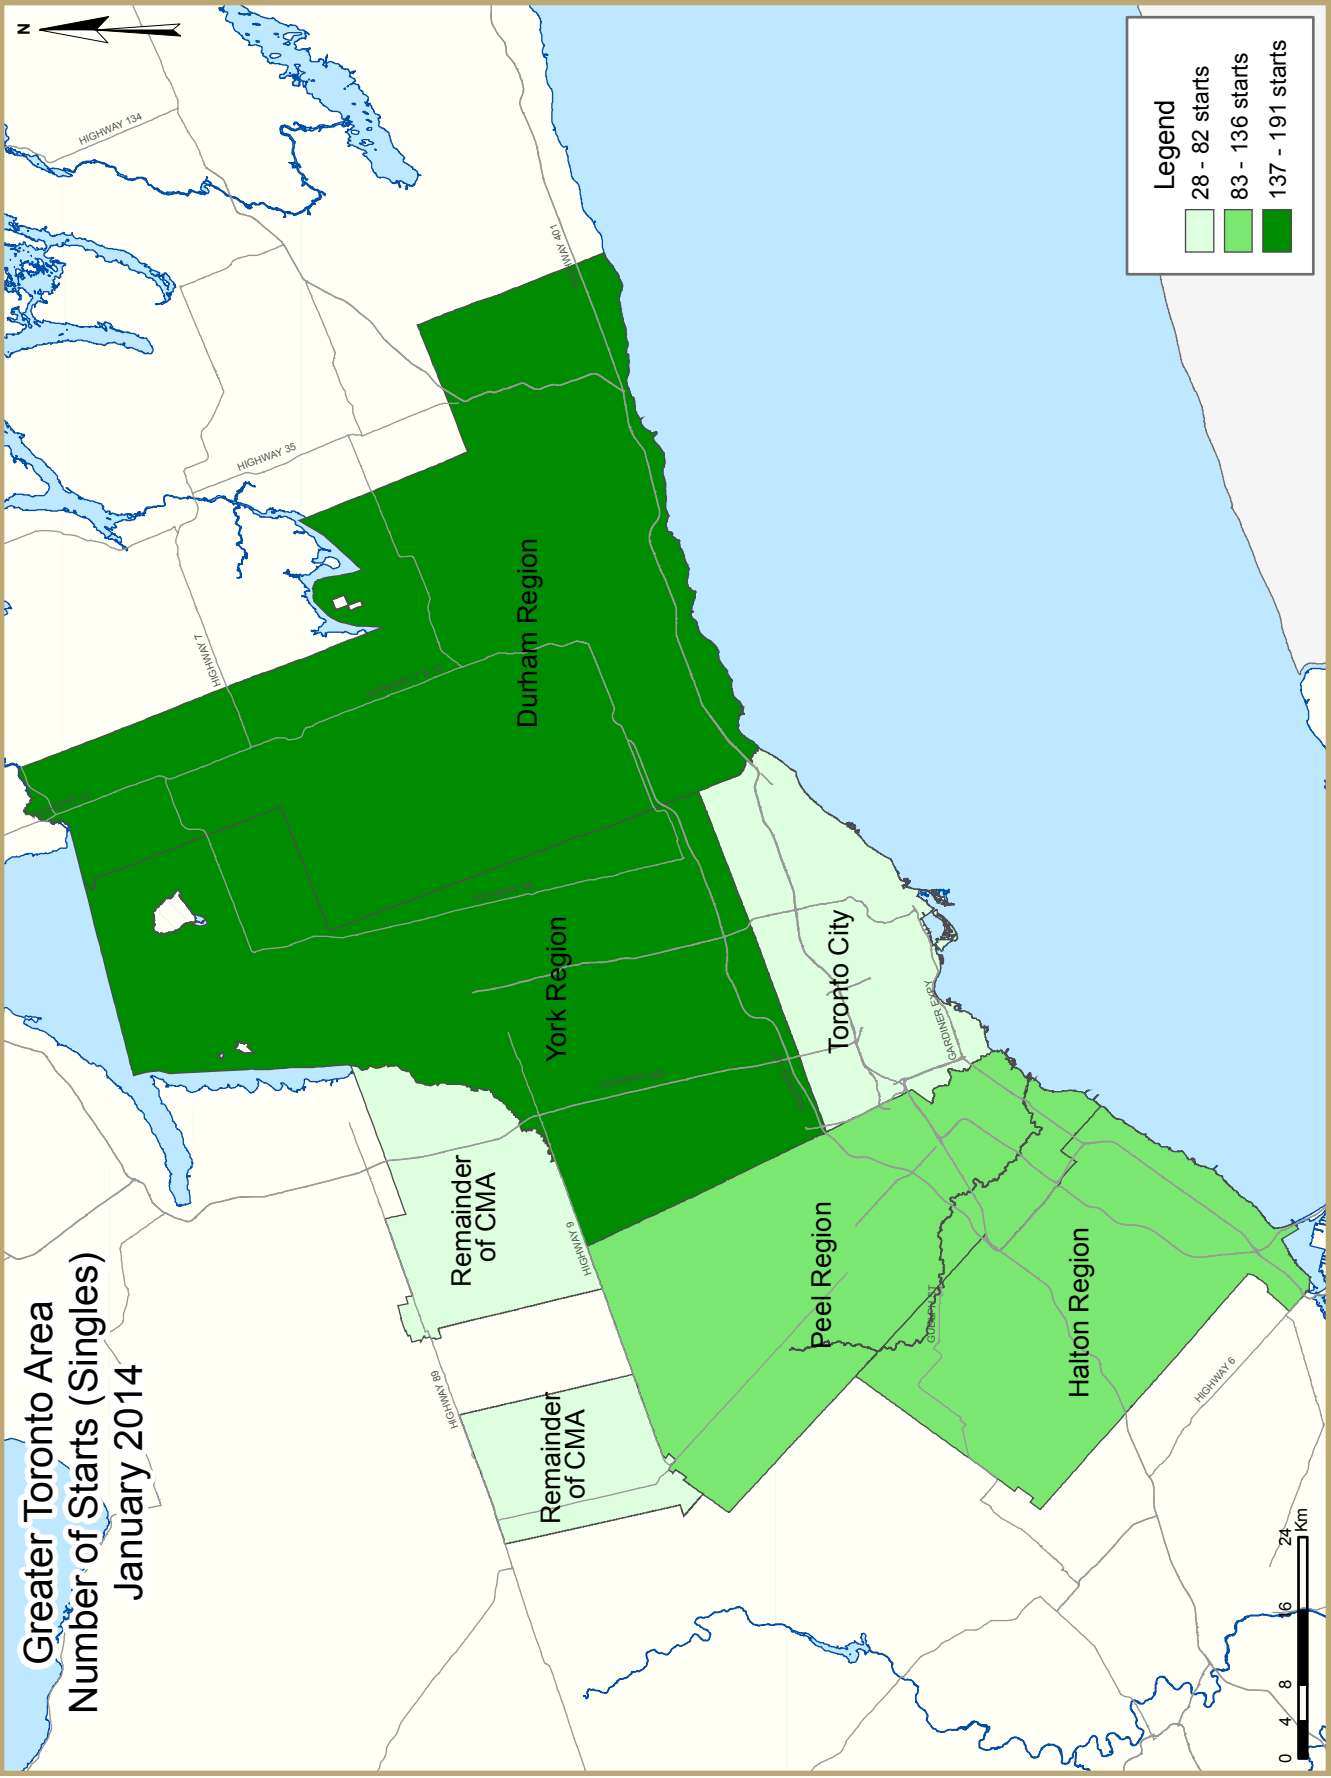 Greater Toronto Area
Number of Starts (Singles)
January 2014
N
HIGHWAY 134
HIGHWAY 35
HIGHWAY 7
HIGHWAY 89
HIGHWAY 9
HIGHWAY 6
GARDINER EXPY
GUELPH ST
Durham Region
York Region
Toronto City
Peel Region
Halton Region
Remainder
of CMA
Remainder
of CMA
Legend
28 - 82 starts
83 - 136 starts
137 - 191 starts
0 4 8 16 24
Km